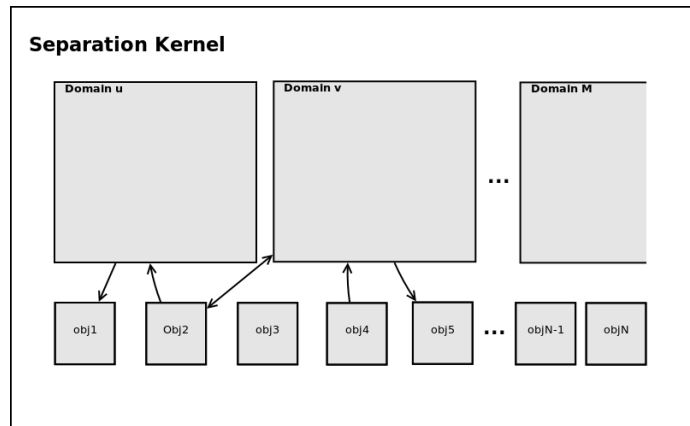 Separation Kernel
Domain u
Domain v
Domain M
...
obj1
Obj2
obj3
obj4
obj5
...
objN-1
objN